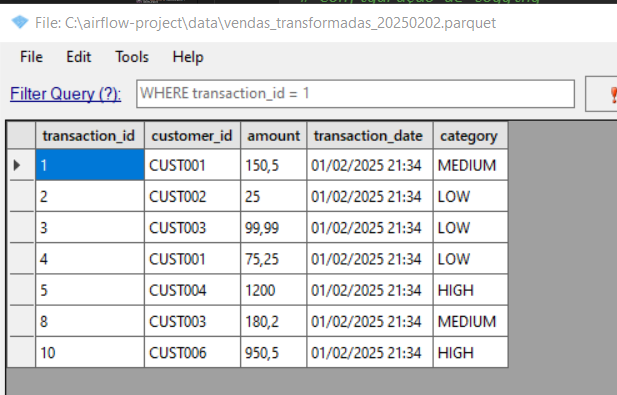 File: C:\airflow-project\data\vendas_transformadas_20250202.parquet
File Edit Tools Help
Filter Query (?): WHERE transaction_id = 1
transaction_id customer_id amount transaction_date category
1 CUST001 150,5 01/02/2025 21:34 MEDIUM
2 CUST002 25 01/02/2025 21:34 LOW
3 CUST003 99,99 01/02/2025 21:34 LOW
4 CUST001 75,25 01/02/2025 21:34 LOW
5 CUST004 1200 01/02/2025 21:34 HIGH
8 CUST003 180,2 01/02/2025 21:34 MEDIUM
10 CUST006 950,5 01/02/2025 21:34 HIGH